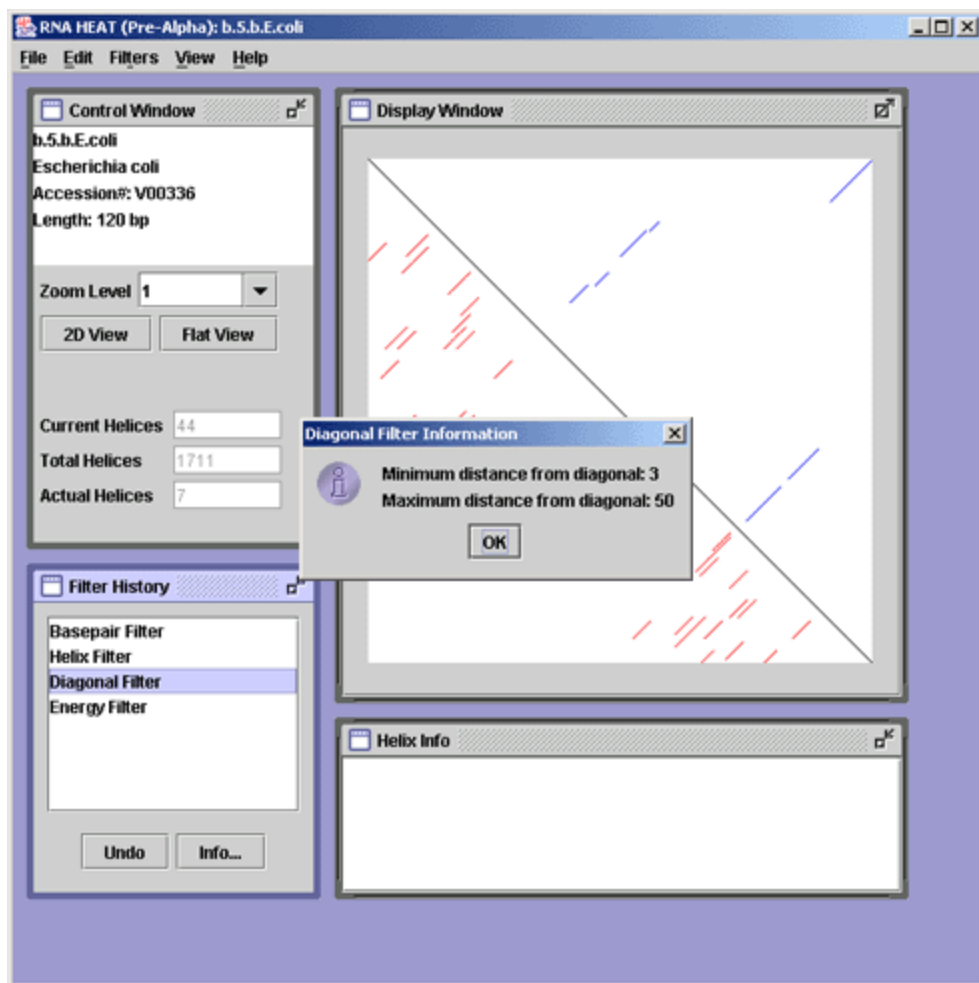 RNA HEAT (Pre-Alpha): b.5.b.E.coli
File Edit Filters View Help
Control Window
b.5.b.E.coli
Escherichia coli
Accession#: V00336
Length: 120 bp
Zoom Level 1
2D View Flat View
Current Helices 44
Total Helices 1711
Actual Helices 7
Display Window
Diagonal Filter Information
Minimum distance from diagonal: 3
Maximum distance from diagonal: 50
OK
Filter History
Basepair Filter
Helix Filter
Diagonal Filter
Energy Filter
Undo Info...
Helix Info